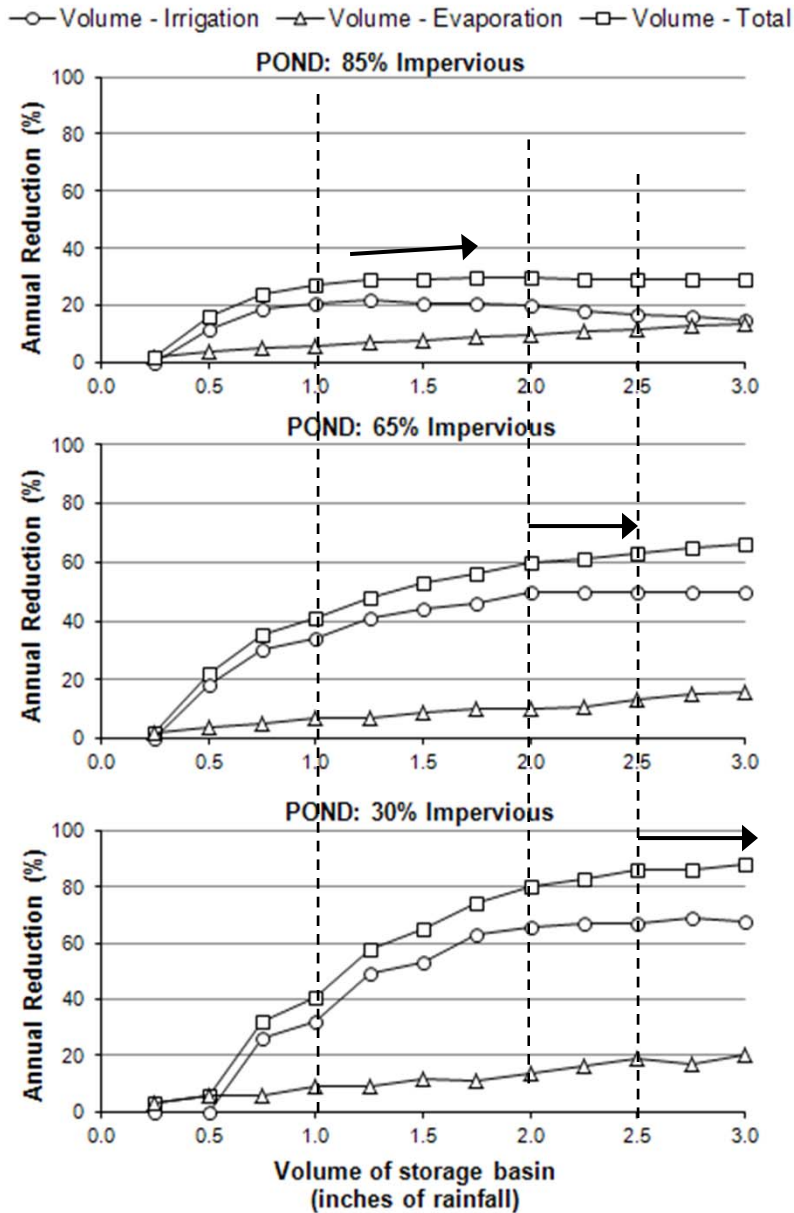 Volume - Irrigation Volume - Evaporation Volume - Total
POND: 85% Impervious
Annual Reduction (%)
100
80
60
40
20
0
0.0 0.5 1.0 1.5 2.0 2.5 3.0
POND: 65% Impervious
Annual Reduction (%)
100
80
60
40
20
0
0.0 0.5 1.0 1.5 2.0 2.5 3.0
POND: 30% Impervious
Annual Reduction (%)
100
80
60
40
20
0
0.0 0.5 1.0 1.5 2.0 2.5 3.0
Volume of storage basin
(inches of rainfall)